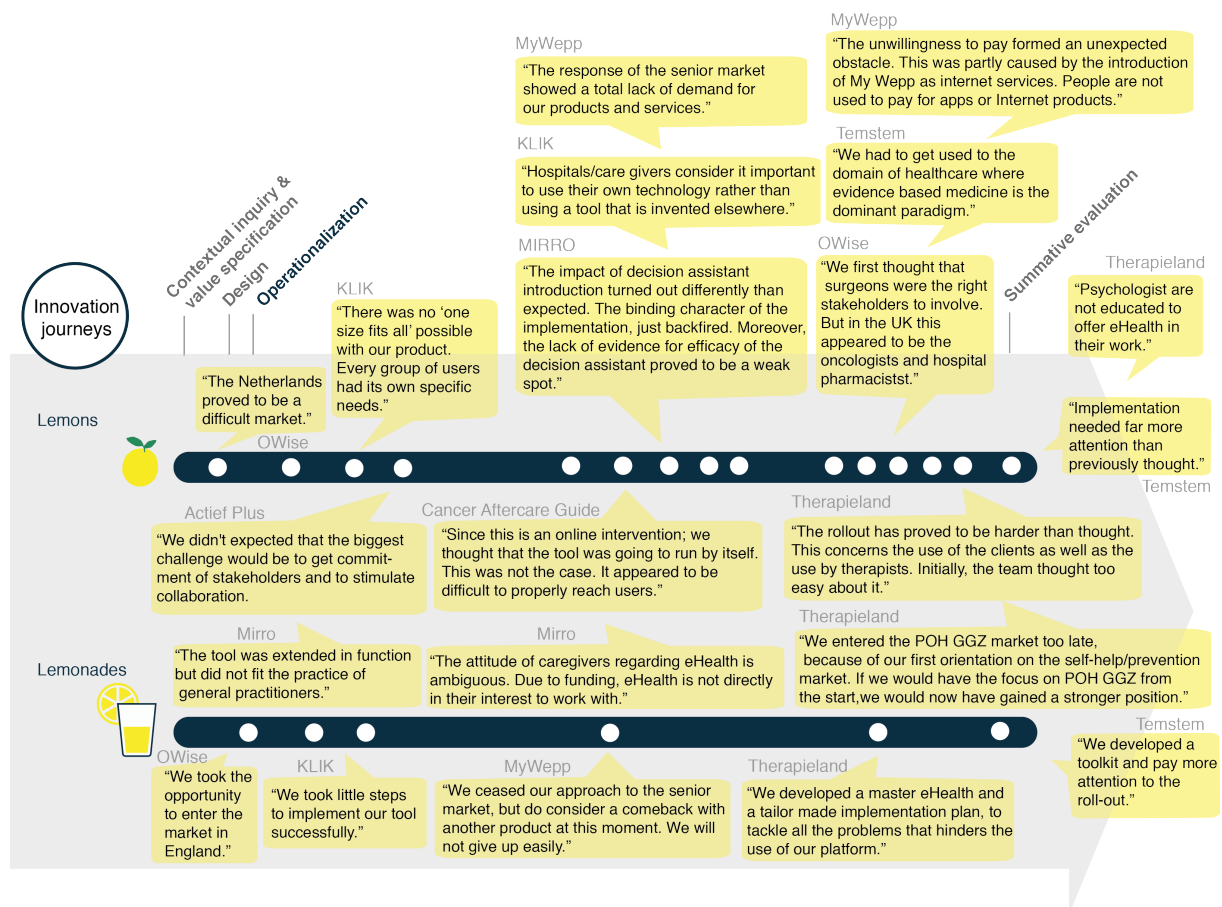 MyWepp
“The unwillingness to pay formed an unexpected
obstacle. This was partly caused by the introduction
of My Wepp as internet services. People are not
used to pay for apps or Internet products.”
MyWepp
“The response of the senior market
showed a total lack of demand for
our products and services.”
Temstem
“We had to get used to the
domain of healthcare where
evidence based medicine is the
dominant paradigm.”
KLIK
“Hospitals/care givers consider it important
to use their own technology rather than
using a tool that is invented elsewhere.”
Contextual inquiry &
value specification
Design
Operationalization
Summative evaluation
Innovation
journeys
KLIK
“There was no ‘one
size fits all’ possible
with our product.
Every group of users
had its own specific
needs.”
MIRRO
“The impact of decision assistant
introduction turned out differently than
expected. The binding character of the
implementation, just backfired. Moreover,
the lack of evidence for efficacy of the
decision assistant proved to be a weak
spot.”
OWise
“We first thought that
surgeons were the right
stakeholders to involve.
But in the UK this
appeared to be the
oncologists and hospital
pharmacistst.”
Therapieland
“Psychologist are
not educated to
offer eHealth in
their work.”
“The Netherlands
proved to be a
difficult market.”
OWise
Lemons
“Implementation
needed far more
attention than
previously thought.”
Temstem
Actief Plus
“We didn't expected that the biggest
challenge would be to get commit-
ment of stakeholders and to stimulate
collaboration.
Cancer Aftercare Guide
“Since this is an online intervention; we
thought that the tool was going to run by itself.
This was not the case. It appeared to be
difficult to properly reach users.”
Therapieland
“The rollout has proved to be harder than thought.
This concerns the use of the clients as well as the
use by therapists. Initially, the team thought too
easy about it.”
Mirro
“The tool was extended in function
but did not fit the practice of
general practitioners.”
Mirro
“The attitude of caregivers regarding eHealth is
ambiguous. Due to funding, eHealth is not directly
in their interest to work with.”
Therapieland
“We entered the POH GGZ market too late,
because of our first orientation on the self-help/prevention
market. If we would have the focus on POH GGZ from
the start,we would now have gained a stronger position.”
Lemonades
OWise
“We took the
opportunity
to enter the
market in
England.”
KLIK
“We took little steps
to implement our tool
successfully.”
MyWepp
“We ceased our approach to the senior
market, but do consider a comeback with
another product at this moment. We will
not give up easily.”
Therapieland
“We developed a master eHealth and
a tailor made implementation plan, to
tackle all the problems that hinders the
use of our platform.”
Temstem
“We developed a
toolkit and pay more
attention to the
roll-out.”